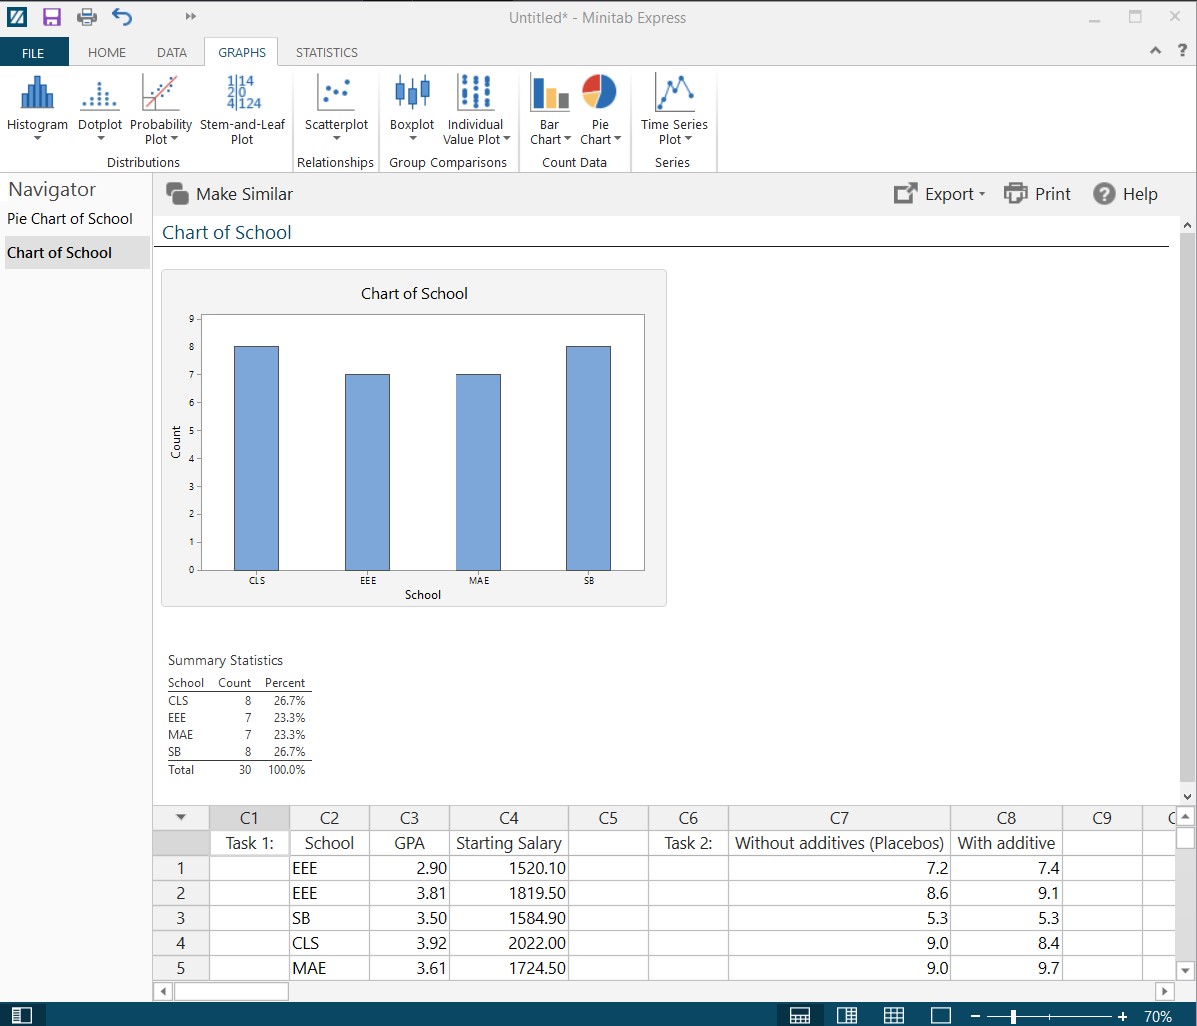 Untitled* - Minitab Express
FILE HOME DATA GRAPHS STATISTICS
Histogram
Dotplot
Probability
Plot
Stem-and-Leaf
Plot
Distributions
Scatterplot
Relationships
Boxplot
Individual
Value Plot
Group Comparisons
Bar
Chart
Pie
Chart
Count Data
Time Series
Plot
Series
Navigator
Pie Chart of School
Chart of School
Make Similar
Export
Print
Help
Chart of School
Chart of School
9
8
7
6
5
4
3
2
1
0
Count
CLS EEE MAE SB
School
Summary Statistics
School Count Percent
CLS 8 26.7%
EEE 7 23.3%
MAE 7 23.3%
SB 8 26.7%
Total 30 100.0%
C1 C2 C3 C4 C5 C6 C7 C8 C9
Task 1: School GPA Starting Salary Task 2: Without additives (Placebos) With additive
1 EEE 2.90 1520.10 7.2 7.4
2 EEE 3.81 1819.50 8.6 9.1
3 SB 3.50 1584.90 5.3 5.3
4 CLS 3.92 2022.00 9.0 8.4
5 MAE 3.61 1724.50 9.0 9.7
70%